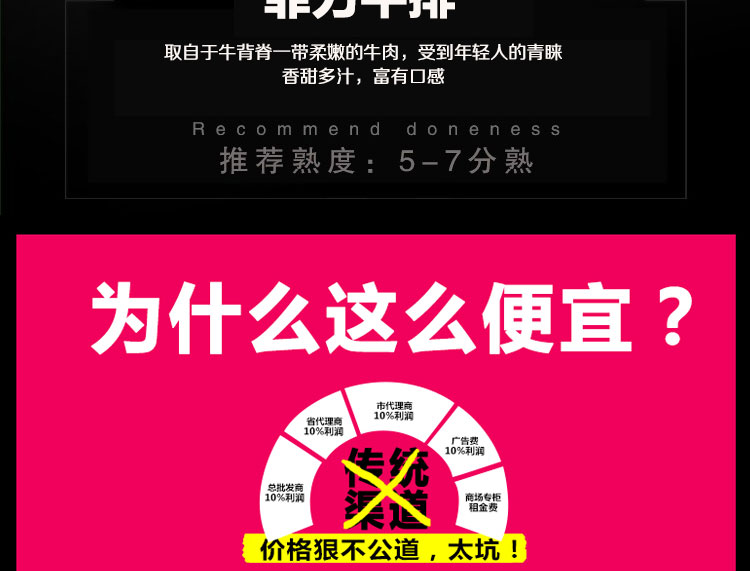 菲力牛排
取自于牛背脊一带柔嫩的牛肉，受到年轻人的青睐
香甜多汁，富有口感
Recommend doneness
推荐熟度：5-7分熟
为什么这么便宜？
市代理商
10%利润
省代理商
10%利润
广告费
10%利润
总批发商
10%利润
商场专柜
租金费
传统
渠道
价格狠不公道，太坑！